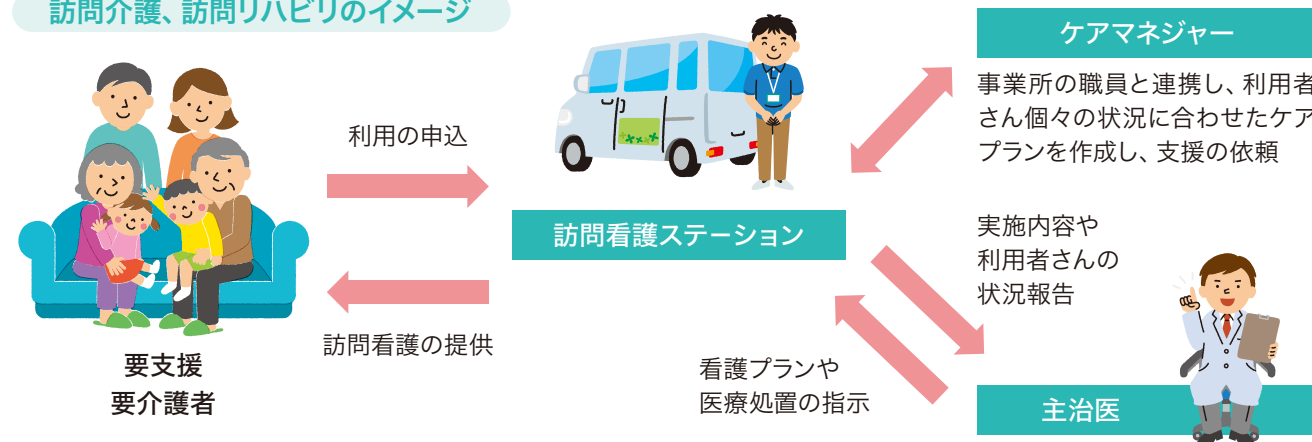 訪問介護、訪問リハビリのイメージ
利用の申込
訪問看護の提供
要支援
要介護者
訪問看護ステーション
ケアマネジャー
事業所の職員と連携し、利用者
さん個々の状況に合わせたケア
プランを作成し、支援の依頼
実施内容や
利用者さんの
状況報告
看護プランや
医療処置の指示
主治医